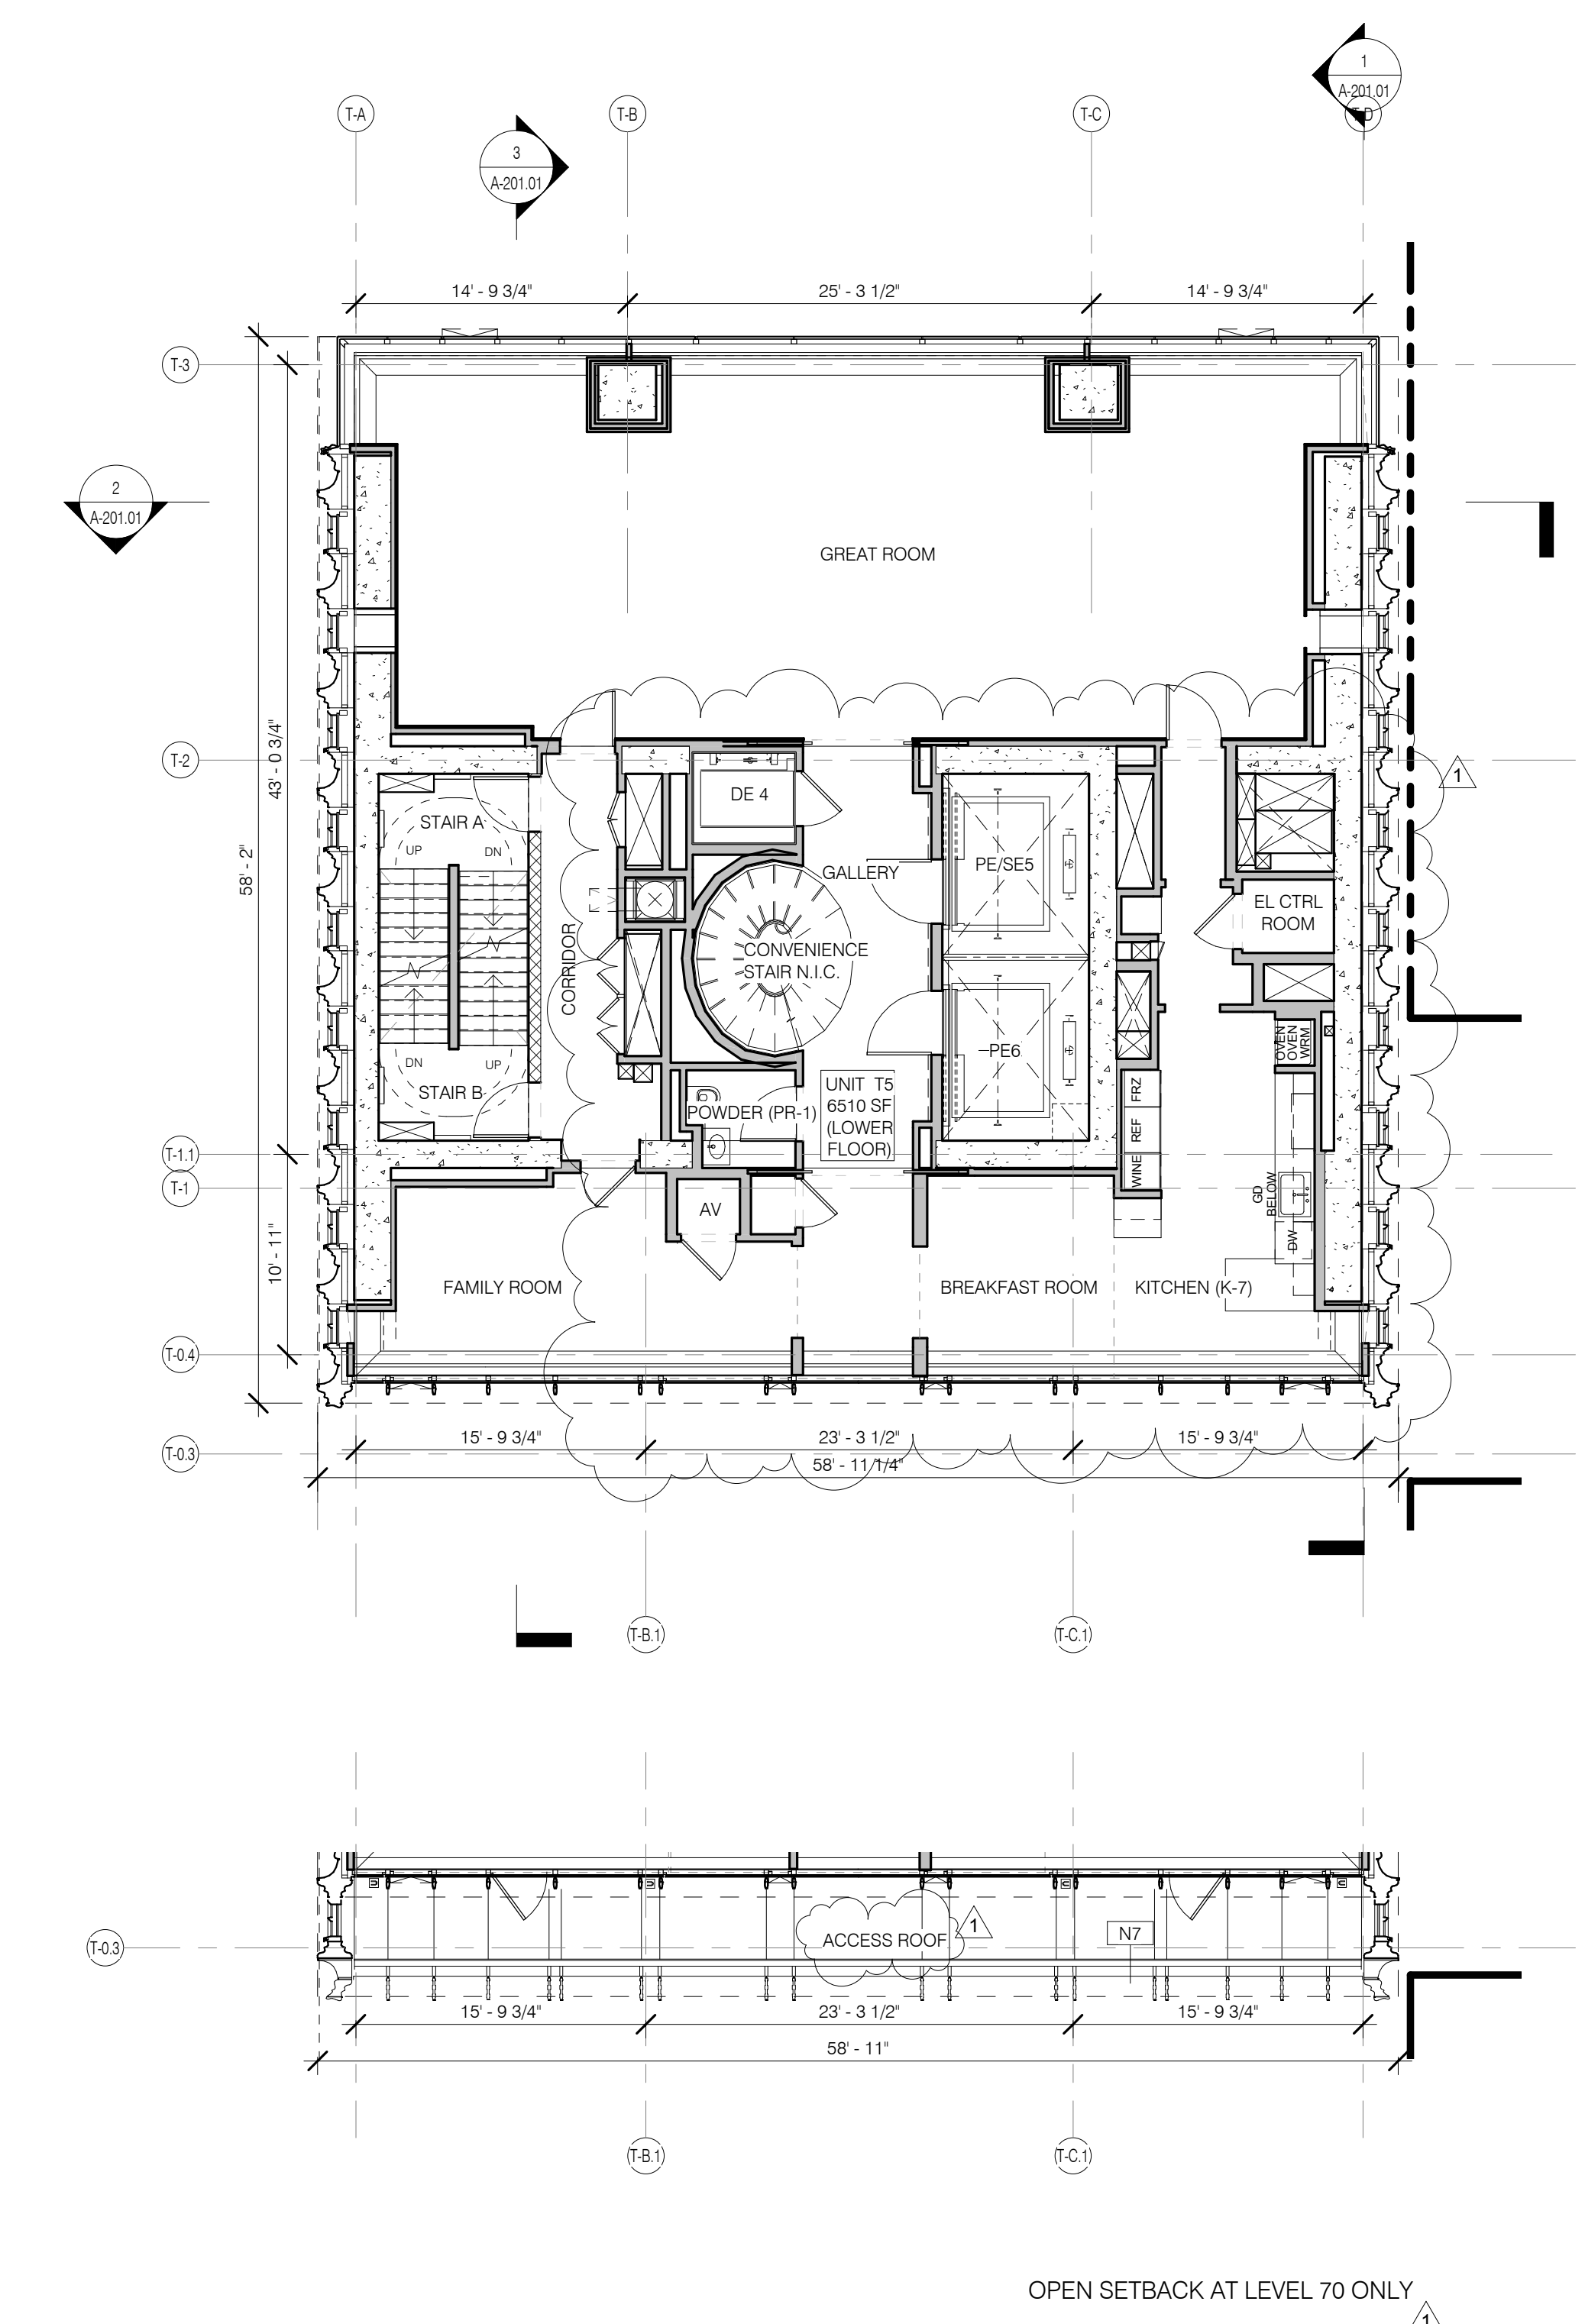 1
A-201.01
T-A
T-B
T-C
T-D
3
A-201.01
14' - 9 3/4"
25' - 3 1/2"
14' - 9 3/4"
T-3
2
A-201.01
GREAT ROOM
43' - 0 3/4"
58' - 2"
T-2
1
DE 4
STAIR A
UP
DN
GALLERY
PE/SE5
EL CTRL
ROOM
CORRIDOR
CONVENIENCE
STAIR N.I.C.
OVEN
OVEN
WRM
DN
UP
STAIR B
PE6
UNIT T5
6510 SF
(LOWER
FLOOR)
POWDER (PR-1)
FRZ
REF
WINE
T-1.1
T-1
GD
BELOW
DW
AV
10' - 11"
FAMILY ROOM
BREAKFAST ROOM
KITCHEN (K-7)
T-0.4
T-0.3
15' - 9 3/4"
23' - 3 1/2"
15' - 9 3/4"
58' - 11 1/4"
T-B.1
T-C.1
T-0.3
ACCESS ROOF
1
N7
15' - 9 3/4"
23' - 3 1/2"
15' - 9 3/4"
58' - 11"
T-B.1
T-C.1
OPEN SETBACK AT LEVEL 70 ONLY
1